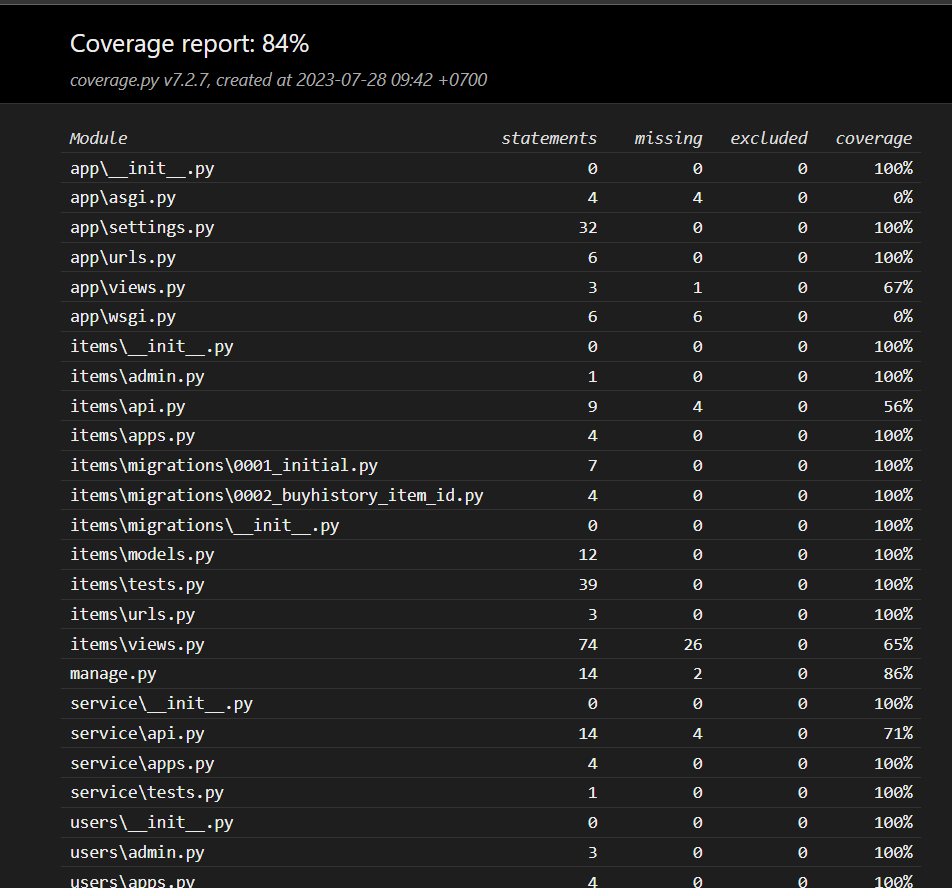 Coverage report: 84%
coverage.py v7.2.7, created at 2023-07-28 09:42 +0700
Module statements missing excluded coverage
app\__init__.py 0 0 0 100%
app\asgi.py 4 4 0 0%
app\settings.py 32 0 0 100%
app\urls.py 6 0 0 100%
app\views.py 3 1 0 67%
app\wsgi.py 6 6 0 0%
items\__init__.py 0 0 0 100%
items\admin.py 1 0 0 100%
items\api.py 9 4 0 56%
items\apps.py 4 0 0 100%
items\migrations\0001_initial.py 7 0 0 100%
items\migrations\0002_buyhistory_item_id.py 4 0 0 100%
items\migrations\__init__.py 0 0 0 100%
items\models.py 12 0 0 100%
items\tests.py 39 0 0 100%
items\urls.py 3 0 0 100%
items\views.py 74 26 0 65%
manage.py 14 2 0 86%
service\__init__.py 0 0 0 100%
service\api.py 14 4 0 71%
service\apps.py 4 0 0 100%
service\tests.py 1 0 0 100%
users\__init__.py 0 0 0 100%
users\admin.py 3 0 0 100%
users\apps.py 4 0 0 100%